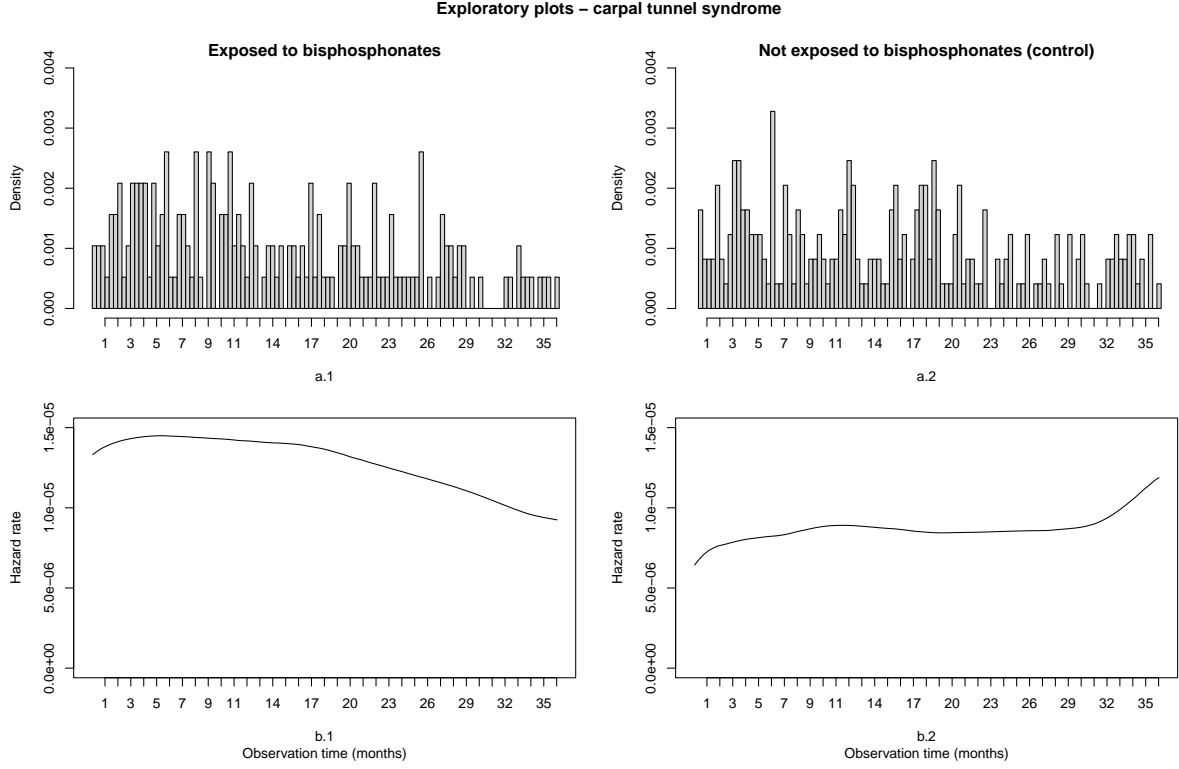 Exploratory plots – carpal tunnel syndrome
Exposed to bisphosphonates
Density
0.004
0.003
0.002
0.001
0.000
1 3 5 7 9 11 14 17 20 23 26 29 32 35
a.1
Not exposed to bisphosphonates (control)
Density
0.004
0.003
0.002
0.001
0.000
1 3 5 7 9 11 14 17 20 23 26 29 32 35
a.2
Hazard rate
1.5e−05
1.0e−05
5.0e−06
0.0e+00
1 3 5 7 9 11 14 17 20 23 26 29 32 35
b.1
Observation time (months)
Hazard rate
1.5e−05
1.0e−05
5.0e−06
0.0e+00
1 3 5 7 9 11 14 17 20 23 26 29 32 35
b.2
Observation time (months)